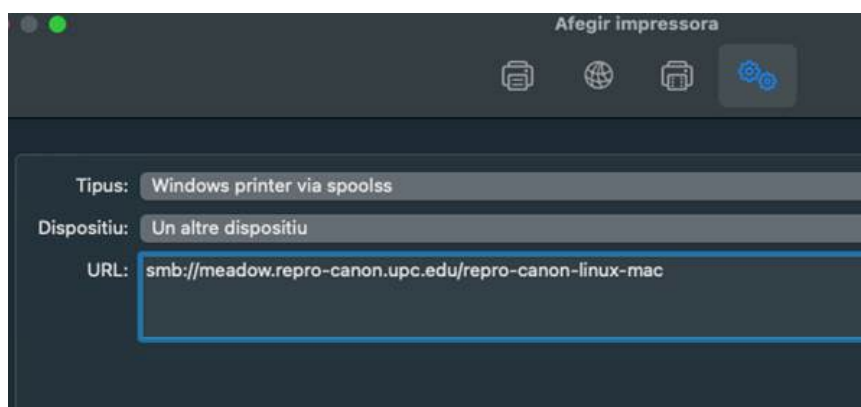 Afegir impressora
Tipus: Windows printer via spoolss
Dispositiu: Un altre dispositiu
URL: smb://meadow.repro-canon.upc.edu/repro-canon-linux-mac